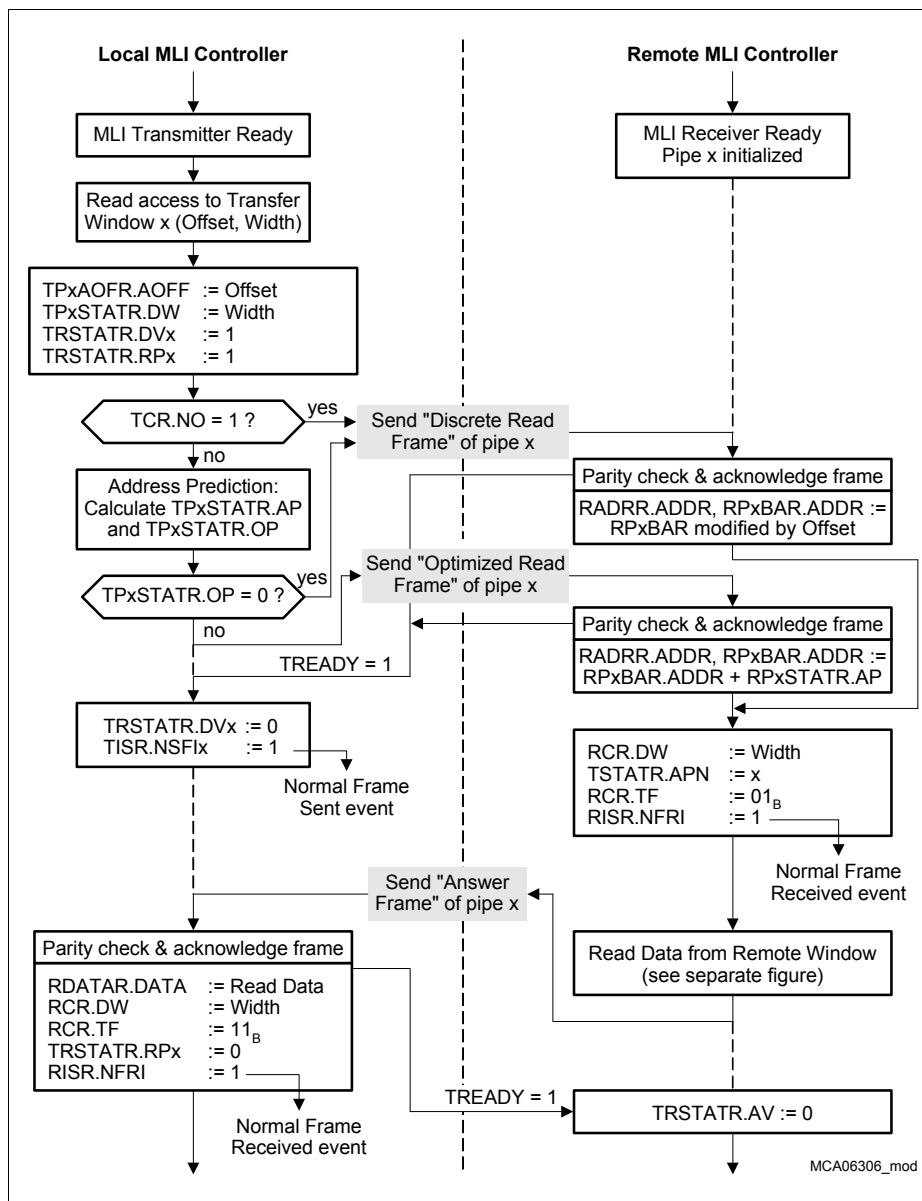 Local MLI Controller
Remote MLI Controller
MLI Transmitter Ready
MLI Receiver Ready
Pipe x initialized
Read access to Transfer
Window x (Offset, Width)
TPxAOFR.AOFF := Offset
TPxSTATR.DW := Width
TRSTATR.DVx := 1
TRSTATR.RPx := 1
TCR.NO = 1 ?
yes
no
Send "Discrete Read
Frame" of pipe x
Address Prediction:
Calculate TPxSTATR.AP
and TPxSTATR.OP
Parity check & acknowledge frame
RADRR.ADDR, RPxBAR.ADDR :=
RPxBAR modified by Offset
TPxSTATR.OP = 0 ?
yes
no
Send "Optimized Read
Frame" of pipe x
Parity check & acknowledge frame
RADRR.ADDR, RPxBAR.ADDR :=
RPxBAR.ADDR + RPxSTATR.AP
TREADY = 1
TRSTATR.DVx := 0
TISR.NSFIx := 1
Normal Frame
Sent event
RCR.DW := Width
TSTATR.APN := x
RCR.TF := 01B
RISR.NFRI := 1
Normal Frame
Received event
Send "Answer
Frame" of pipe x
Read Data from Remote Window
(see separate figure)
Parity check & acknowledge frame
RDATAR.DATA := Read Data
RCR.DW := Width
RCR.TF := 11B
TRSTATR.RPx := 0
RISR.NFRI := 1
Normal Frame
Received event
TREADY = 1
TRSTATR.AV := 0
MCA06306_mod